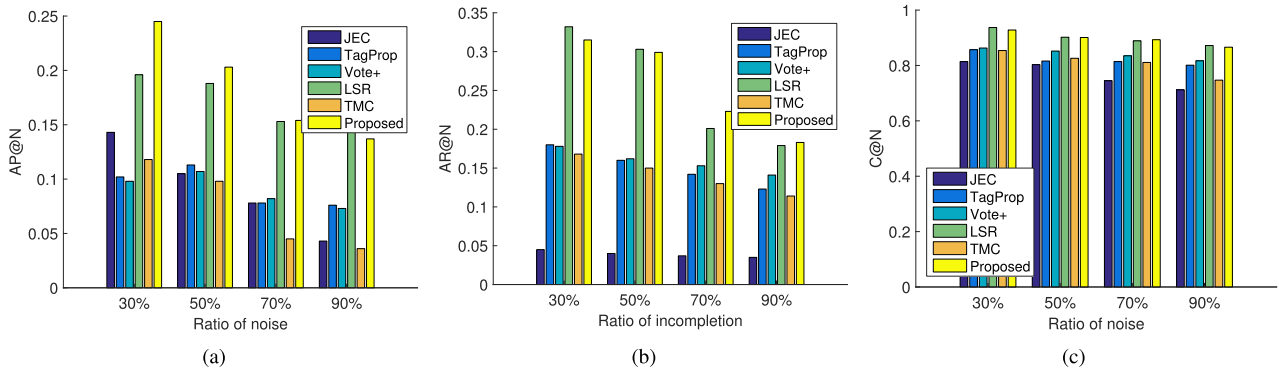 0.25
0.2
0.15
0.1
0.05
0
AP@N
30% 50% 70% 90%
Ratio of noise
JEC
TagProp
Vote+
LSR
TMC
Proposed
(a)
0.35
0.3
0.25
0.2
0.15
0.1
0.05
0
AR@N
30% 50% 70% 90%
Ratio of incompletion
JEC
TagProp
Vote+
LSR
TMC
Proposed
(b)
1
0.8
0.6
0.4
0.2
0
C@N
30% 50% 70% 90%
Ratio of noise
JEC
TagProp
Vote+
LSR
TMC
Proposed
(c)